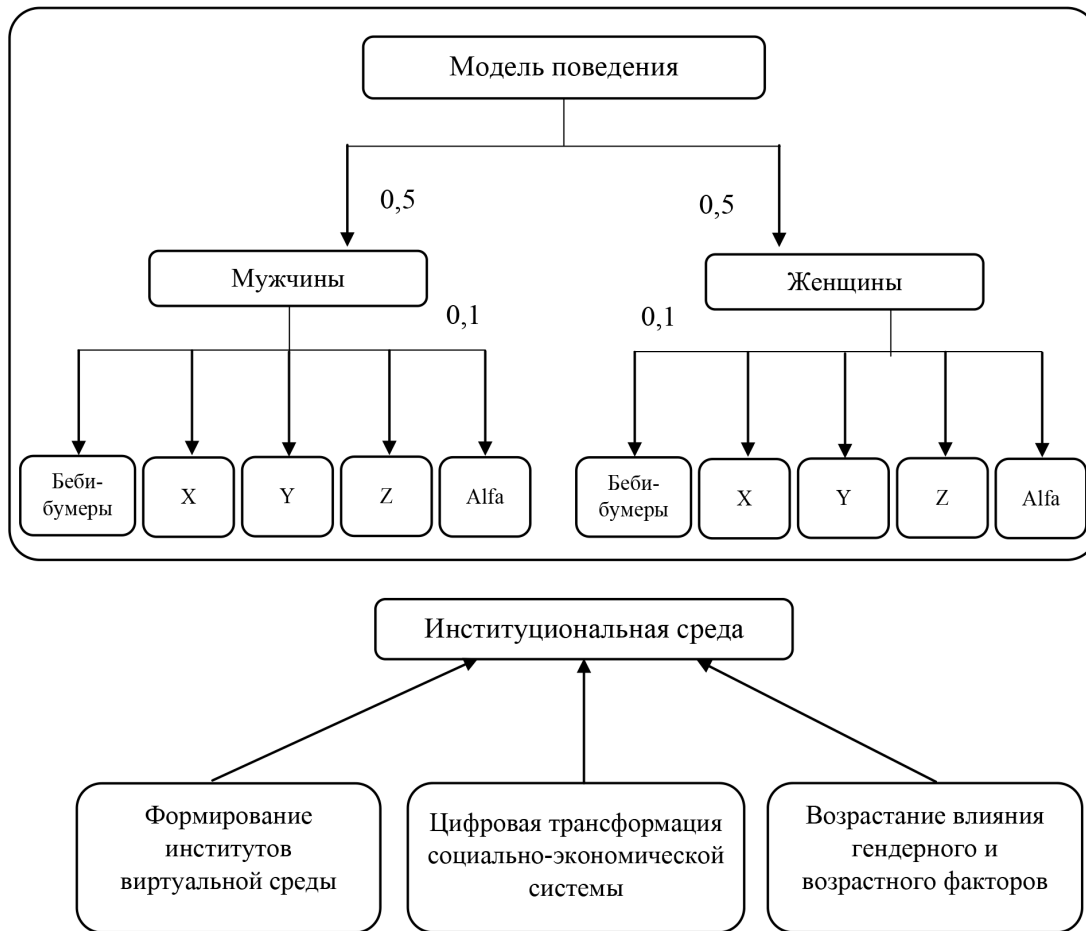 Модель поведения
0,5
0,5
Мужчины
Женщины
0,1
0,1
Беби-
бумеры
X
Y
Z
Alfa
Беби-
бумеры
X
Y
Z
Alfa
Институциональная среда
Формирование
институтов
виртуальной среды
Цифровая трансформация
социально-экономической
системы
Возрастание влияния
гендерного и
возрастного факторов